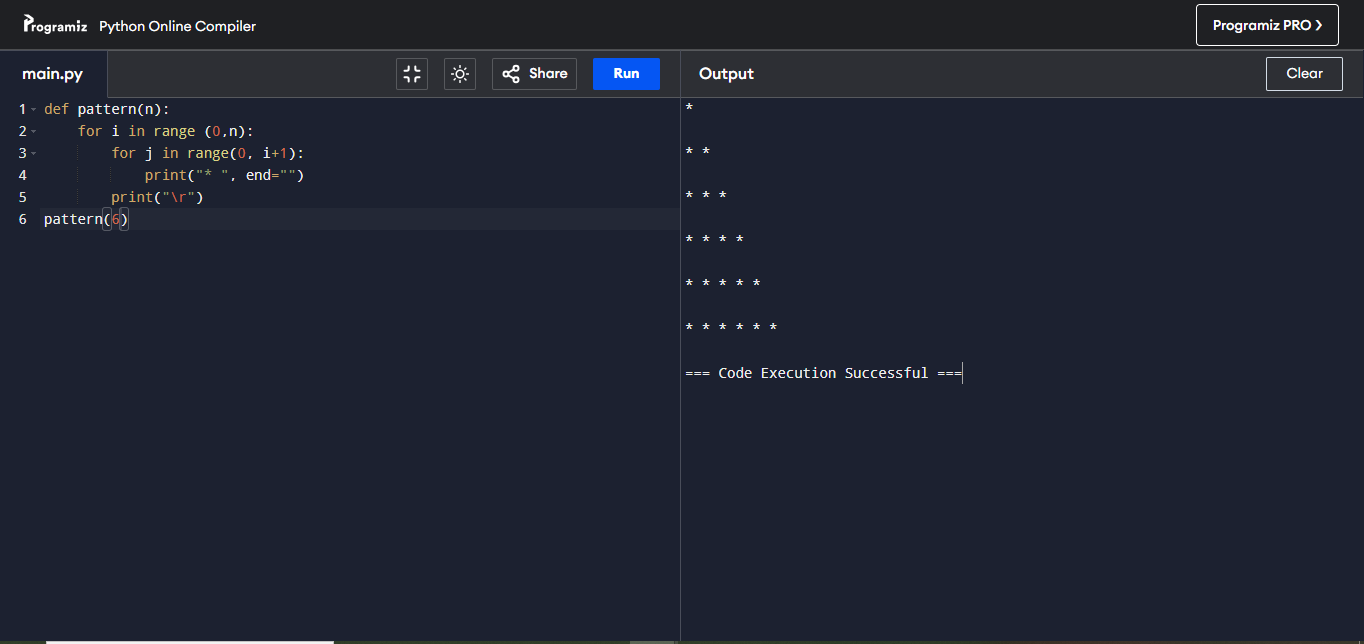 Programiz Python Online Compiler
Programiz PRO ❯
main.py
Share
Run
Output
Clear
1 def pattern(n):
2     for i in range (0,n):
3         for j in range(0, i+1):
4             print("* ", end="")
5         print("\r")
6 pattern(6)
*
* *
* * *
* * * *
* * * * *
* * * * * *
=== Code Execution Successful ===